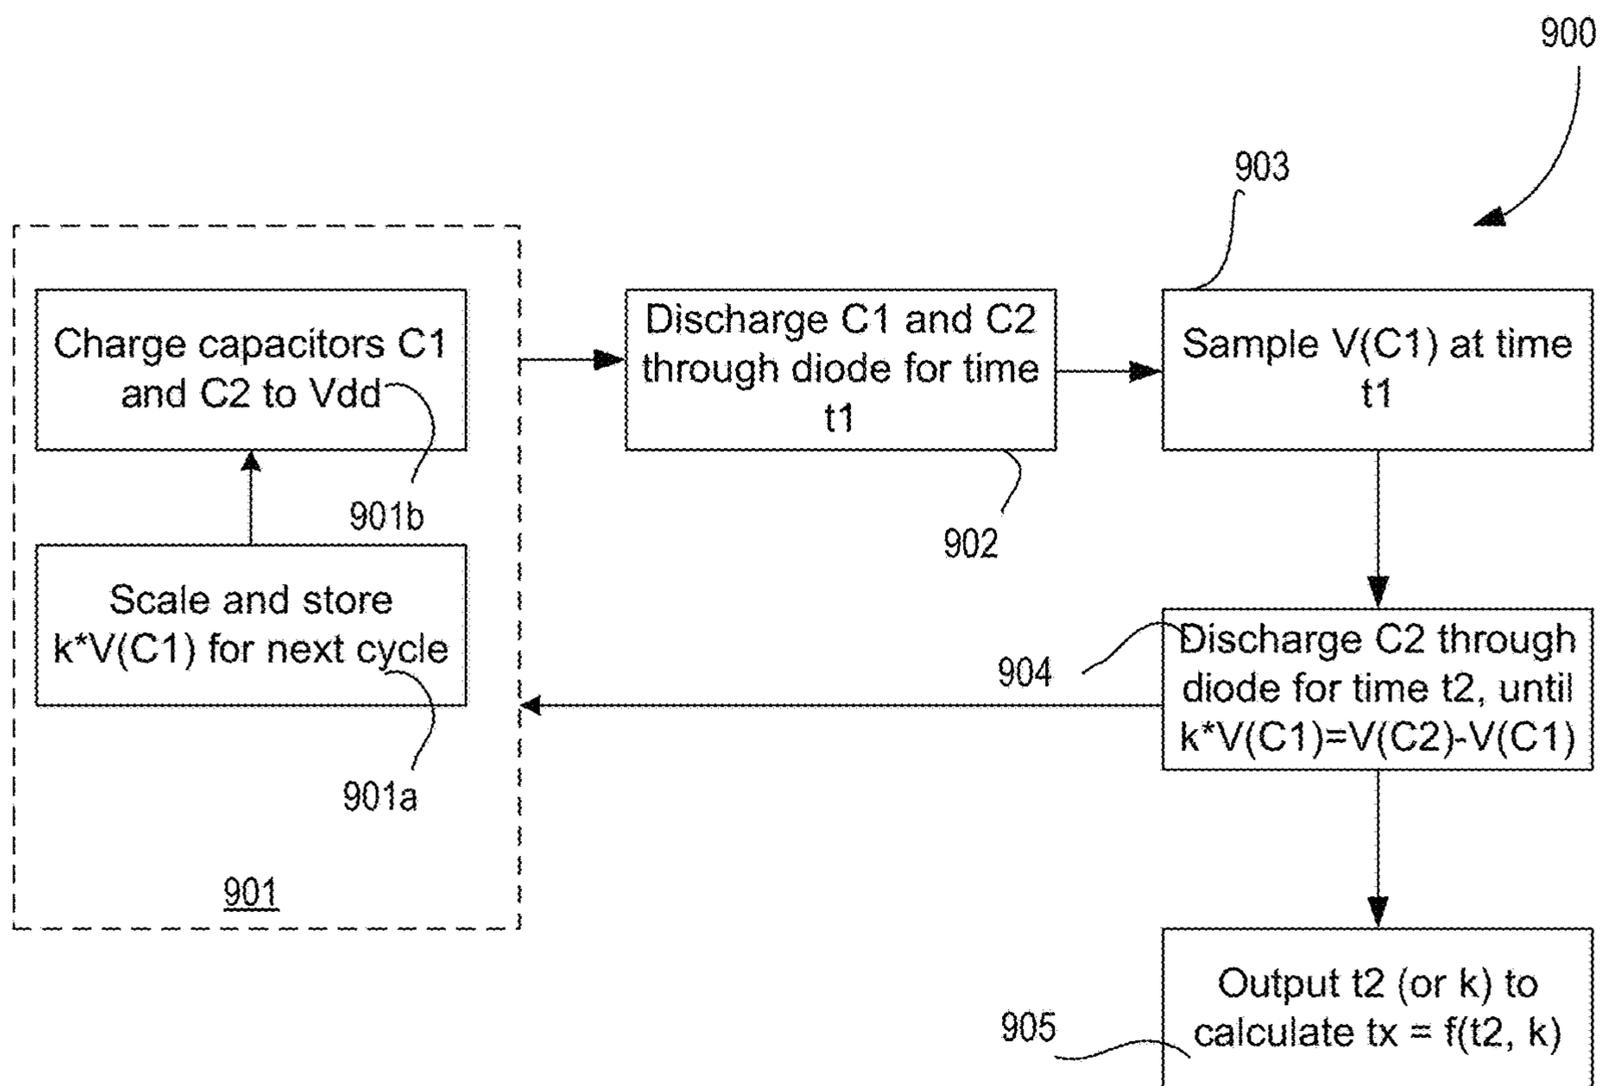 900
903
Charge capacitors C1
and C2 to Vdd
901b
Discharge C1 and C2
through diode for time
t1
902
Sample V(C1) at time
t1
Scale and store
k*V(C1) for next cycle
901a
901
904
Discharge C2 through
diode for time t2, until
k*V(C1)=V(C2)-V(C1)
905
Output t2 (or k) to
calculate tx = f(t2, k)